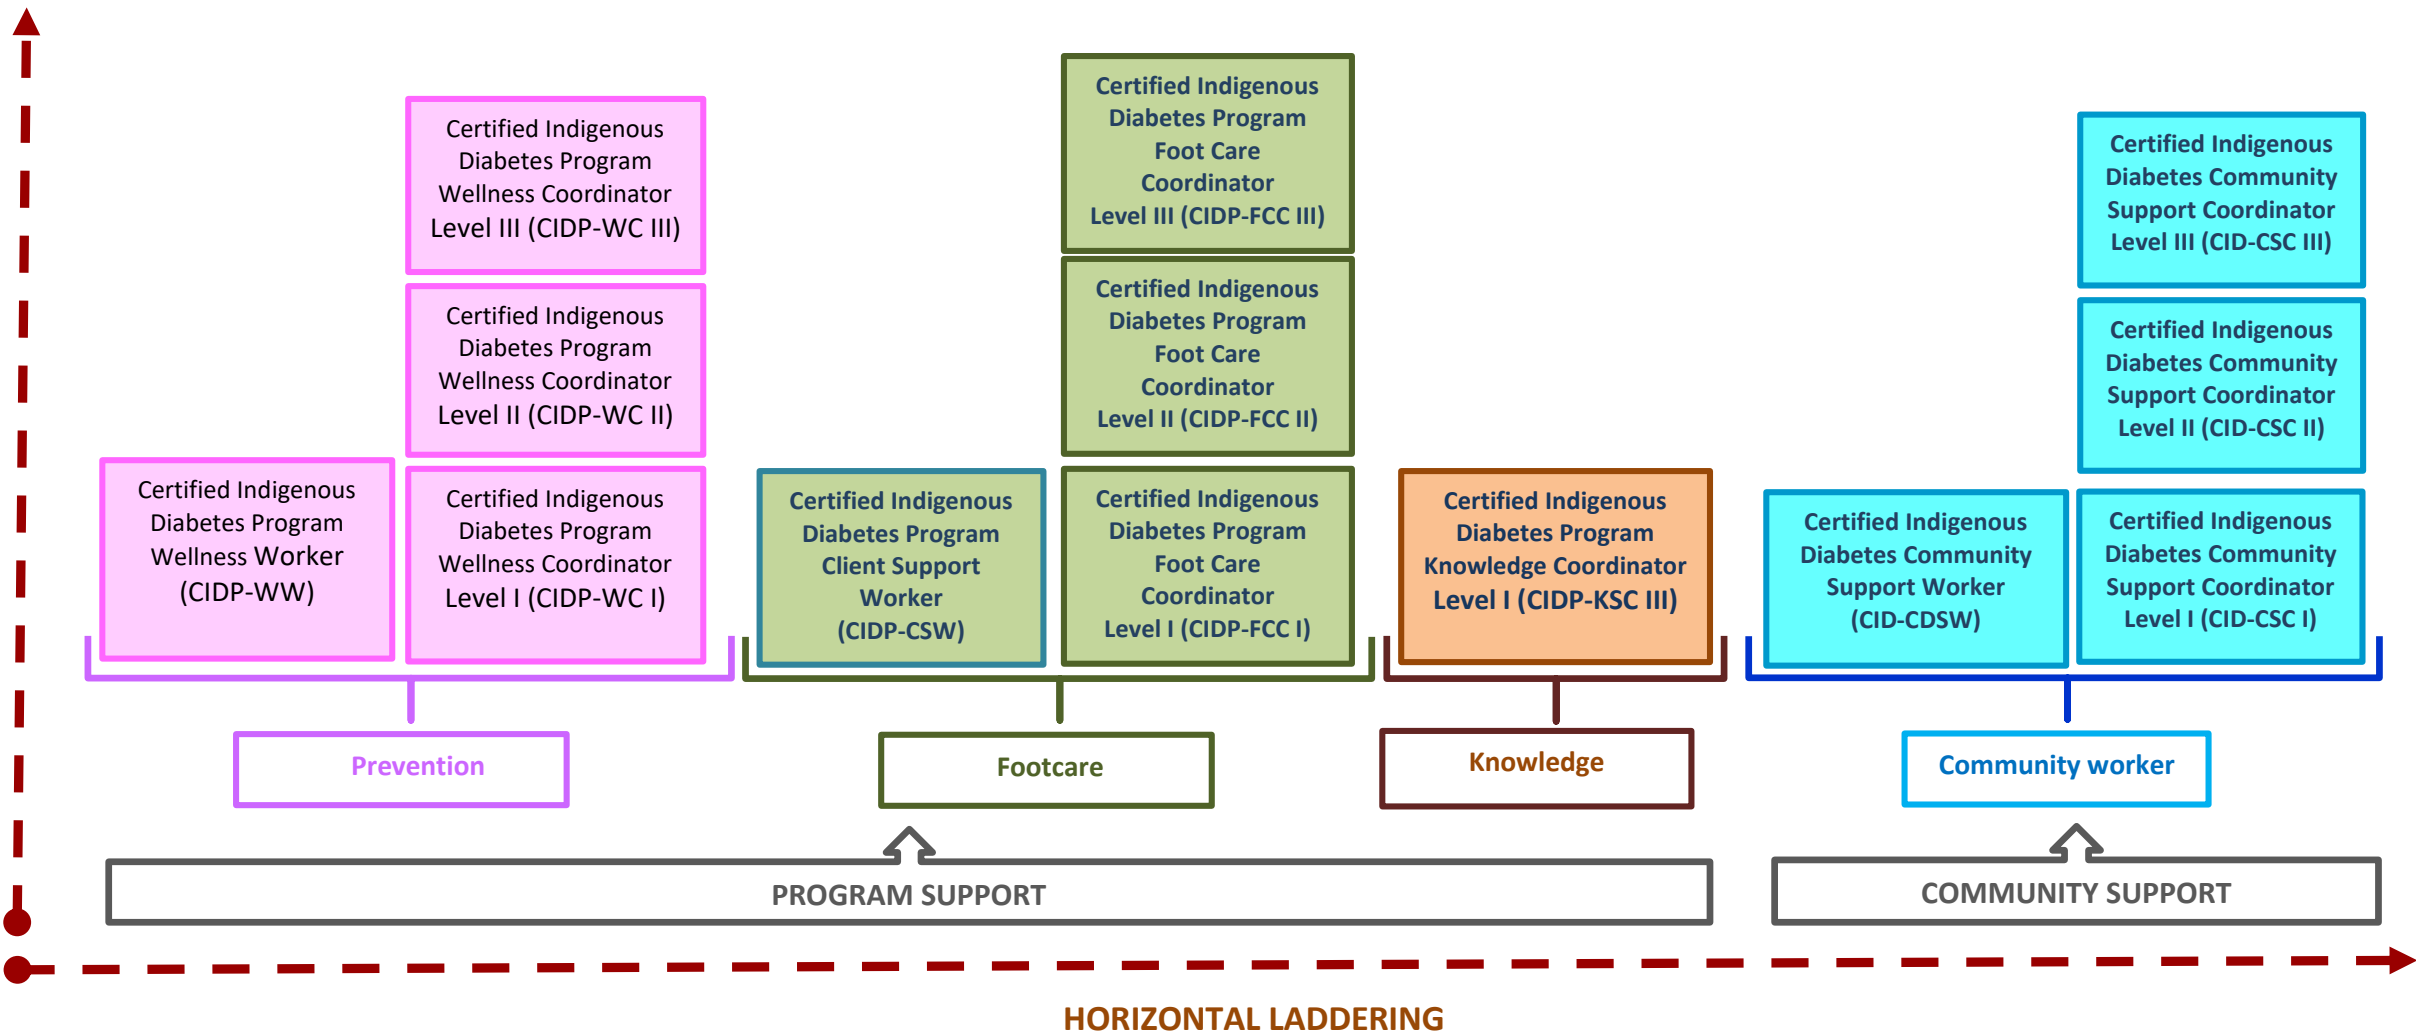 Certified Indigenous
Diabetes Program
Wellness Worker
(CIDP-WW)
Certified Indigenous
Diabetes Program
Wellness Coordinator
Level III (CIDP-WC III)
Certified Indigenous
Diabetes Program
Wellness Coordinator
Level II (CIDP-WC II)
Certified Indigenous
Diabetes Program
Wellness Coordinator
Level I (CIDP-WC I)
Certified Indigenous
Diabetes Program
Client Support
Worker
(CIDP-CSW)
Certified Indigenous
Diabetes Program
Foot Care
Coordinator
Level III (CIDP-FCC III)
Certified Indigenous
Diabetes Program
Foot Care
Coordinator
Level II (CIDP-FCC II)
Certified Indigenous
Diabetes Program
Foot Care
Coordinator
Level I (CIDP-FCC I)
Certified Indigenous
Diabetes Program
Knowledge Coordinator
Level I (CIDP-KSC III)
Certified Indigenous
Diabetes Community
Support Worker
(CID-CDSW)
Certified Indigenous
Diabetes Community
Support Coordinator
Level III (CID-CSC III)
Certified Indigenous
Diabetes Community
Support Coordinator
Level II (CID-CSC II)
Certified Indigenous
Diabetes Community
Support Coordinator
Level I (CID-CSC I)
Prevention
Footcare
Knowledge
Community worker
PROGRAM SUPPORT
COMMUNITY SUPPORT
HORIZONTAL LADDERING